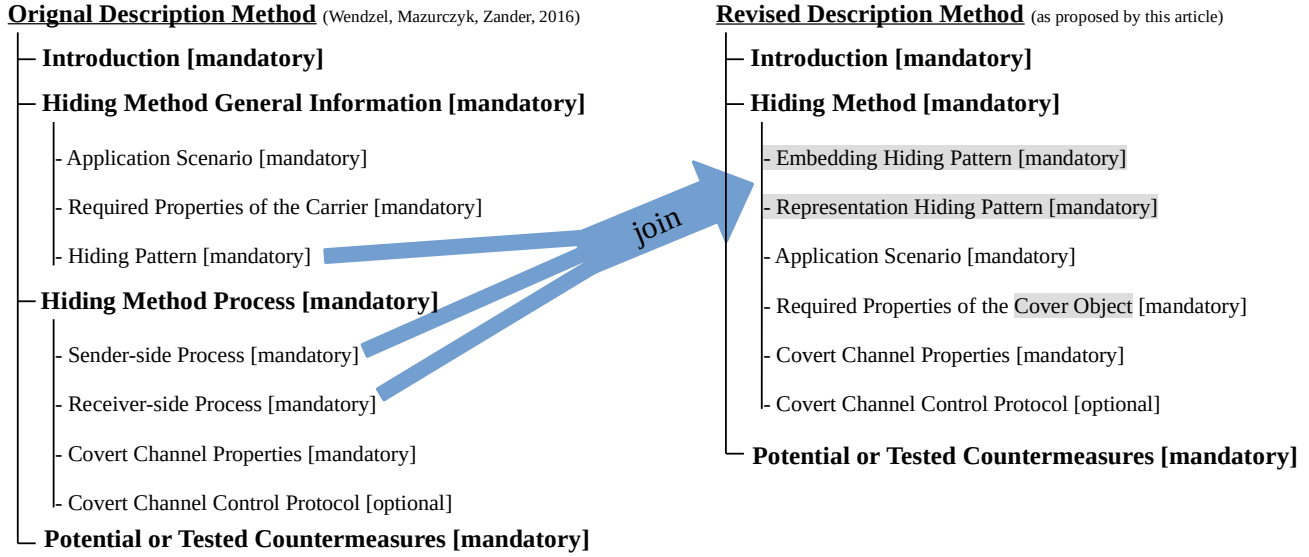 Orignal Description Method (Wendzel, Mazurczyk, Zander, 2016)
Introduction [mandatory]
Hiding Method General Information [mandatory]
- Application Scenario [mandatory]
- Required Properties of the Carrier [mandatory]
- Hiding Pattern [mandatory]
Hiding Method Process [mandatory]
- Sender-side Process [mandatory]
- Receiver-side Process [mandatory]
- Covert Channel Properties [mandatory]
- Covert Channel Control Protocol [optional]
Potential or Tested Countermeasures [mandatory]
join
Revised Description Method (as proposed by this article)
Introduction [mandatory]
Hiding Method [mandatory]
- Embedding Hiding Pattern [mandatory]
- Representation Hiding Pattern [mandatory]
- Application Scenario [mandatory]
- Required Properties of the Cover Object [mandatory]
- Covert Channel Properties [mandatory]
- Covert Channel Control Protocol [optional]
Potential or Tested Countermeasures [mandatory]